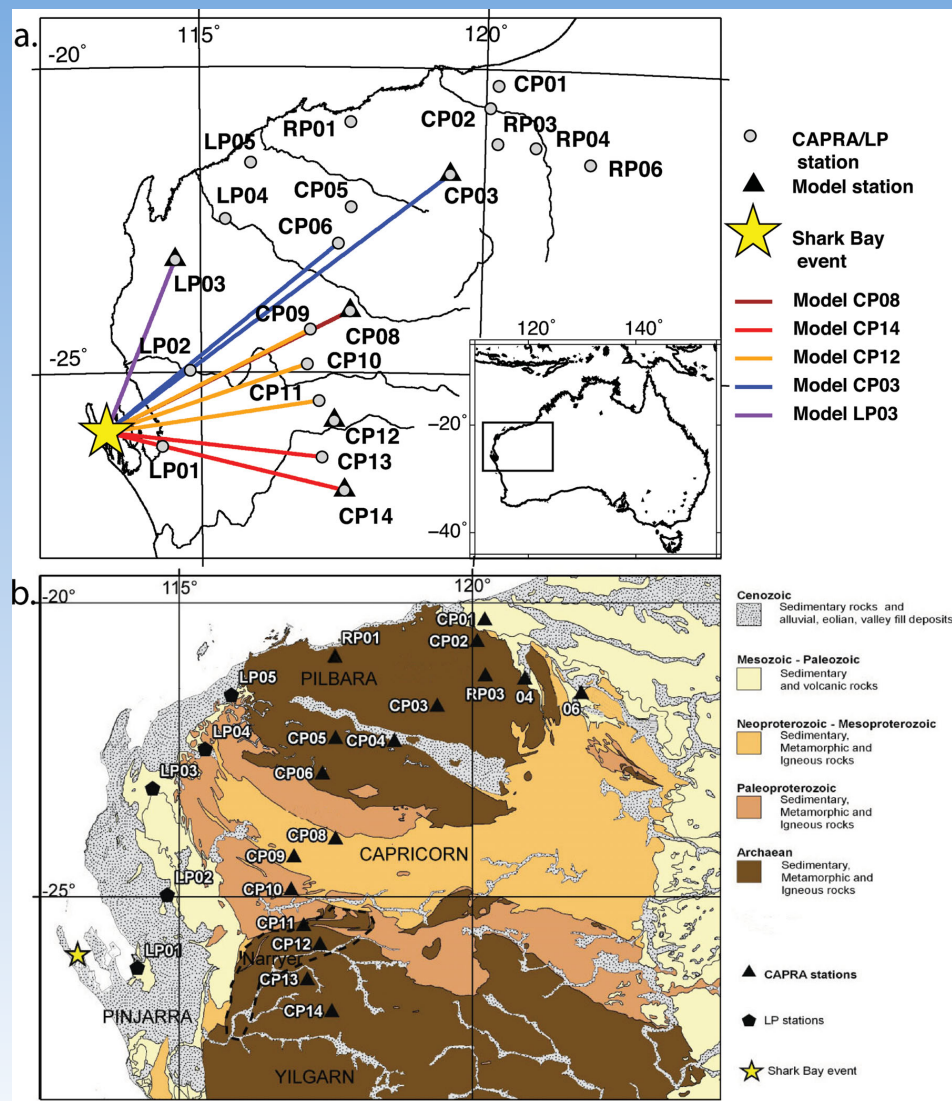 a.
115°
120°
-20°
-25°
CP01
CP02
RP01
RP03
RP04
RP06
LP05
CP03
LP04
CP05
CP06
LP03
CP09
CP08
LP02
CP10
CP11
CP12
LP01
CP13
CP14
120°
140°
−20°
−40°
CAPRA/LP
station
Model station
Shark Bay
event
Model CP08
Model CP14
Model CP12
Model CP03
Model LP03
b.
-20°
115°
120°
-25°
CP01
CP02
RP01
PILBARA
LP05
RP03
04
06
CP03
LP04
CP05
CP04
LP03
CP06
CP08
CP09
CAPRICORN
LP02
CP10
CP11
CP12
Narryer
LP01
CP13
CP14
PINJARRA
YILGARN
Cenozoic
Sedimentary rocks and
alluvial, eolian, valley fill deposits
Mesozoic - Paleozoic
Sedimentary
and volcanic rocks
Neoproterozoic - Mesoproterozoic
Sedimentary,
Metamorphic and
Igneous rocks
Paleoproterozoic
Sedimentary,
Metamorphic and
Igneous rocks
Archaean
Sedimentary,
Metamorphic and
Igneous rocks
CAPRA stations
LP stations
Shark Bay event